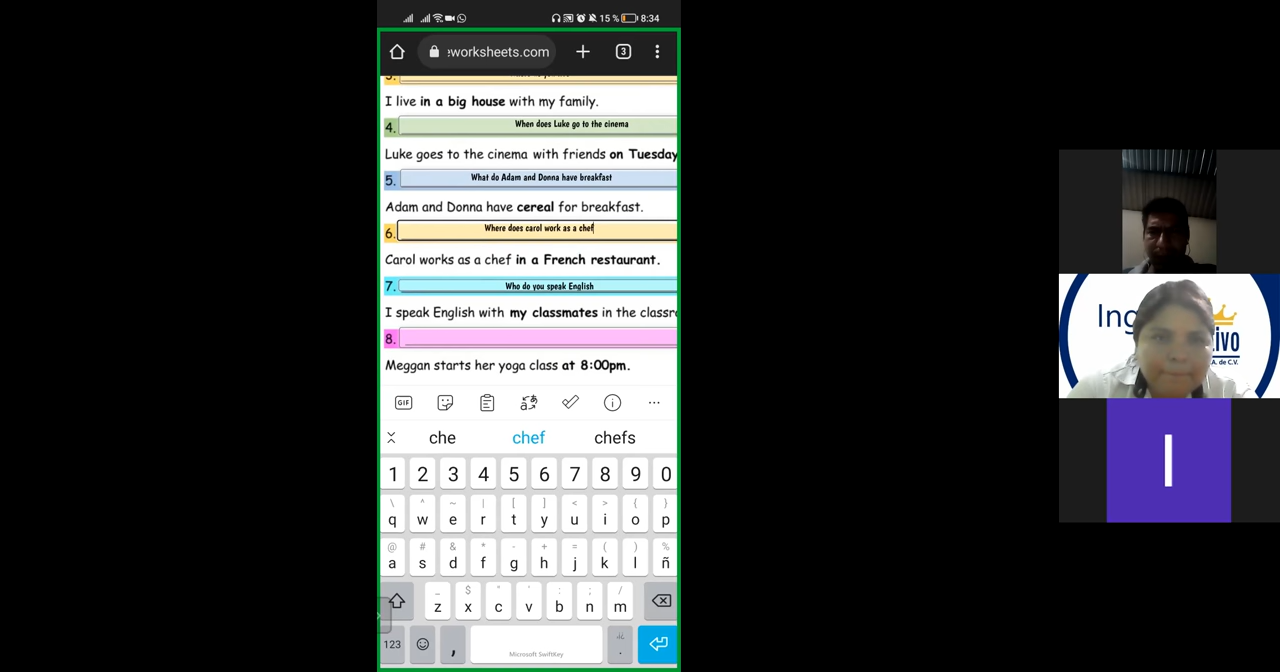 15 % 8:34
eworksheets.com
3
3.
I live in a big house with my family.
4. When does Luke go to the cinema
Luke goes to the cinema with friends on Tuesday
5. What do Adam and Donna have breakfast
Adam and Donna have cereal for breakfast.
6. Where does carol work as a chef
Carol works as a chef in a French restaurant.
7. Who do you speak English
I speak English with my classmates in the classr
8.
Meggan starts her yoga class at 8:00pm.
GIF
che chef chefs
1 2 3 4 5 6 7 8 9 0
\ ^ ~ | [ ] < > { }
q w e r t y u i o p
@ # & * - + = ( ) %
a s d f g h j k l ñ
_ $ " ' : ; /
z x c v b n m
123 , Microsoft SwiftKey .
Ing
ivo
A. de C.V.
I